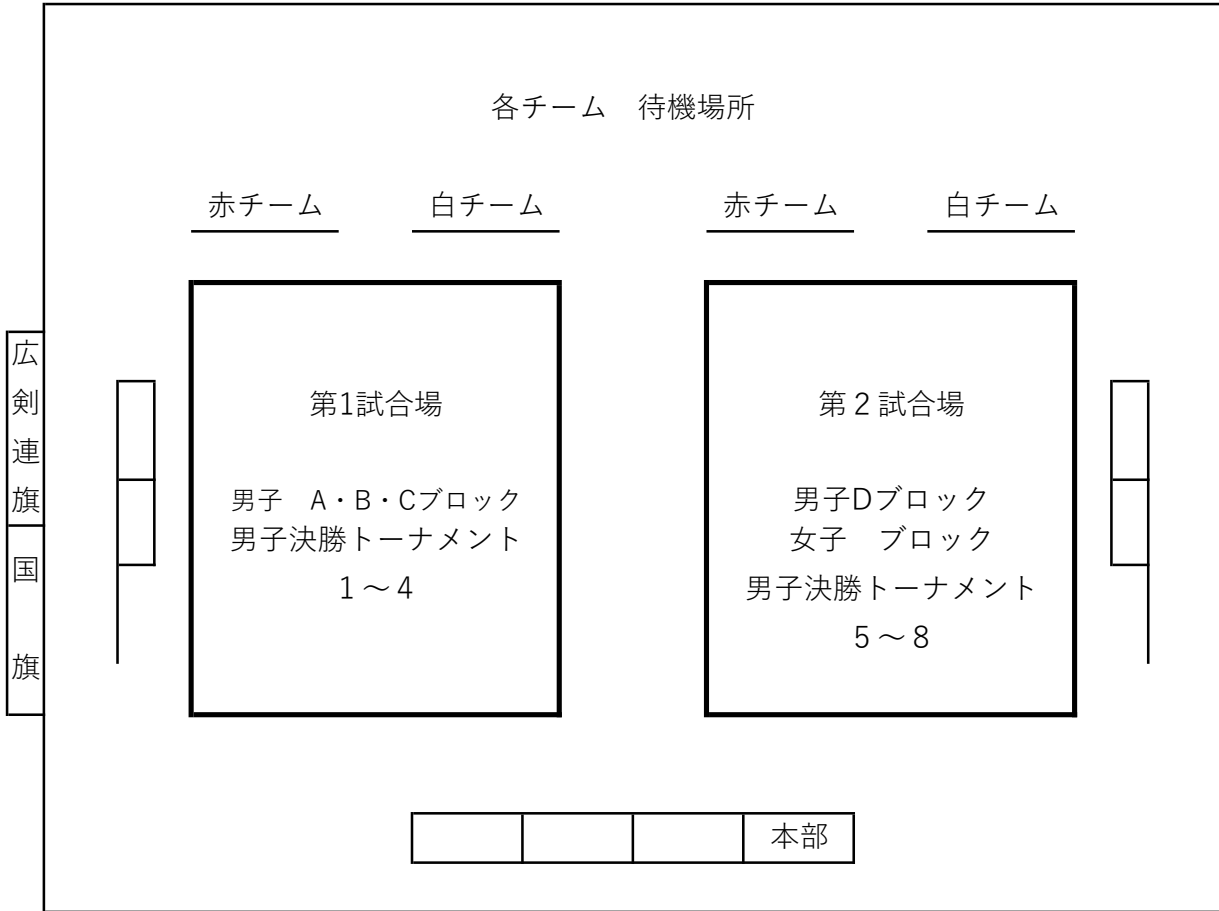 各チーム　待機場所
赤チーム　白チーム　赤チーム　白チーム
広剣連旗
国旗
第1試合場
男子　A・B・Cブロック
男子決勝トーナメント
1～4
第２試合場
男子Dブロック
女子　ブロック
男子決勝トーナメント
5～8
本部